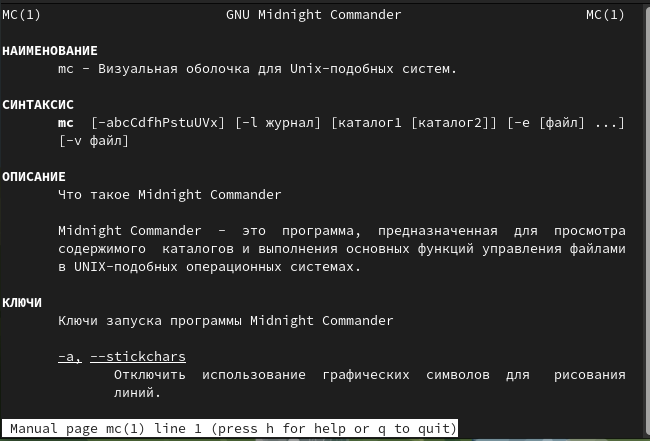 MC(1) GNU Midnight Commander MC(1)
НАИМЕНОВАНИЕ
mc - Визуальная оболочка для Unix-подобных систем.
СИНТАКСИС
mc [-abcCdfhPstuUVx] [-l журнал] [каталог1 [каталог2]] [-e [файл] ...]
[-v файл]
ОПИСАНИЕ
Что такое Midnight Commander
Midnight Commander - это программа, предназначенная для просмотра
содержимого каталогов и выполнения основных функций управления файлами
в UNIX-подобных операционных системах.
КЛЮЧИ
Ключи запуска программы Midnight Commander
-a, --stickchars
Отключить использование графических символов для рисования
линий.
Manual page mc(1) line 1 (press h for help or q to quit)